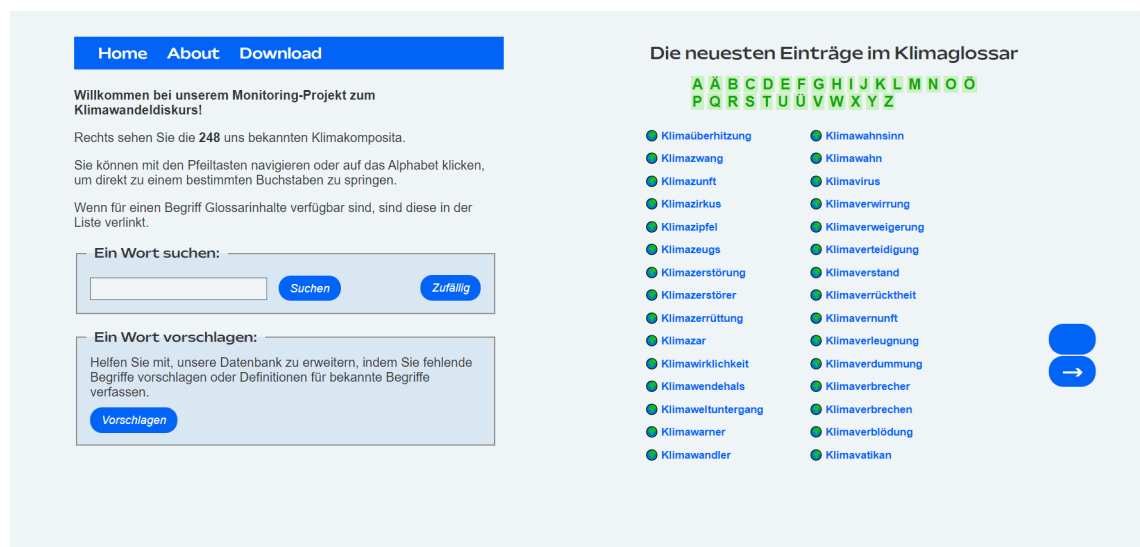 Home About Download
Willkommen bei unserem Monitoring-Projekt zum
Klimawandeldiskurs!
Rechts sehen Sie die 248 uns bekannten Klimakomposita.
Sie können mit den Pfeiltasten navigieren oder auf das Alphabet klicken,
um direkt zu einem bestimmten Buchstaben zu springen.
Wenn für einen Begriff Glossarinhalte verfügbar sind, sind diese in der
Liste verlinkt.
Ein Wort suchen:
Suchen Zufällig
Ein Wort vorschlagen:
Helfen Sie mit, unsere Datenbank zu erweitern, indem Sie fehlende
Begriffe vorschlagen oder Definitionen für bekannte Begriffe
verfassen.
Vorschlagen
Die neuesten Einträge im Klimaglossar
A Ä B C D E F G H I J K L M N O Ö
P Q R S T U Ü V W X Y Z
Klimaüberhitzung
Klimazwang
Klimazunft
Klimazirkus
Klimazipfel
Klimazeugs
Klimazerstörung
Klimazerstörer
Klimazerrüttung
Klimazar
Klimawirklichkeit
Klimawendehals
Klimaweltuntergang
Klimawarner
Klimawandler
Klimawahnsinn
Klimawahn
Klimavirus
Klimaverwirrung
Klimaverweigerung
Klimaverteidigung
Klimaverstand
Klimaverrücktheit
Klimavernunft
Klimaverleugnung
Klimaverdummung
Klimaverbrecher
Klimaverbrechen
Klimaverblödung
Klimavatikan
→